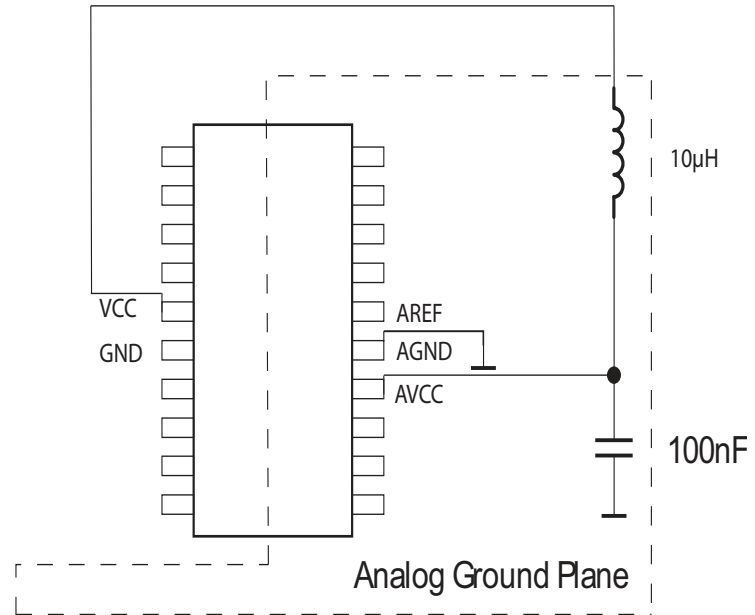 10µH
VCC
AREF
GND
AGND
AVCC
100nF
Analog Ground Plane